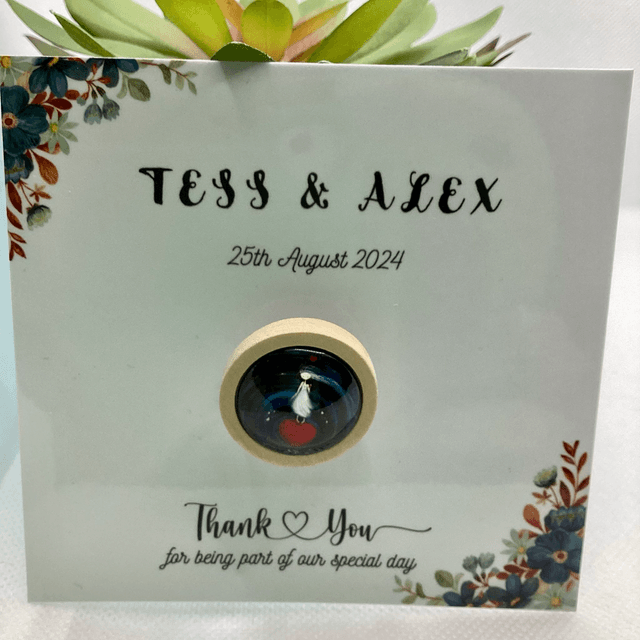 TESS & ALEX
25th August 2024
Thank You
for being part of our special day